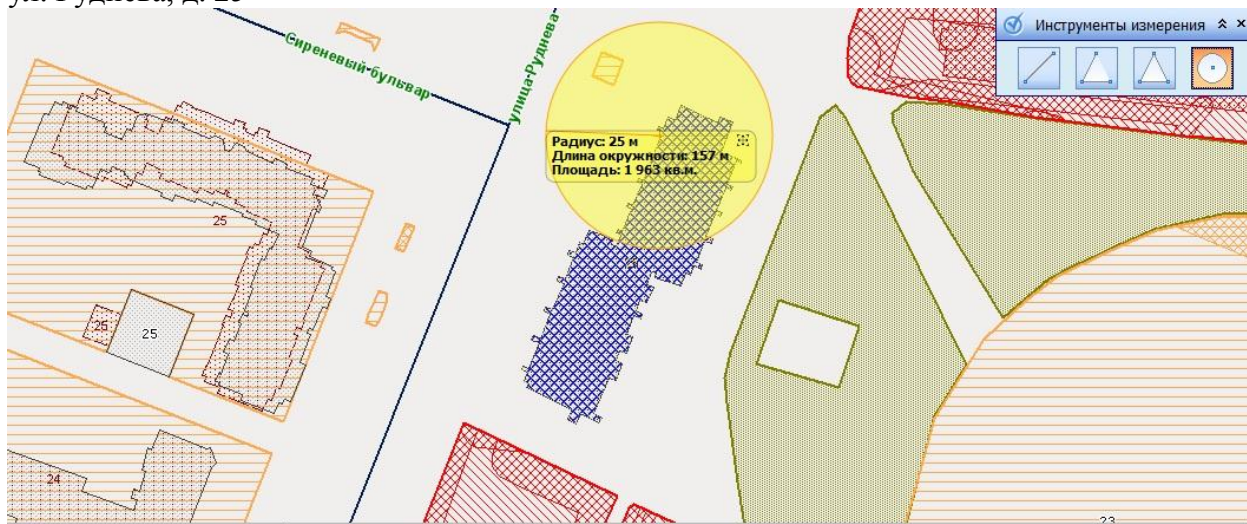 Инструменты измерения
Сиреневый бульвар
улица Руднева
Радиус: 25 м
Длина окружности: 157 м
Площадь: 1 963 кв.м.
25
25
25
24
23